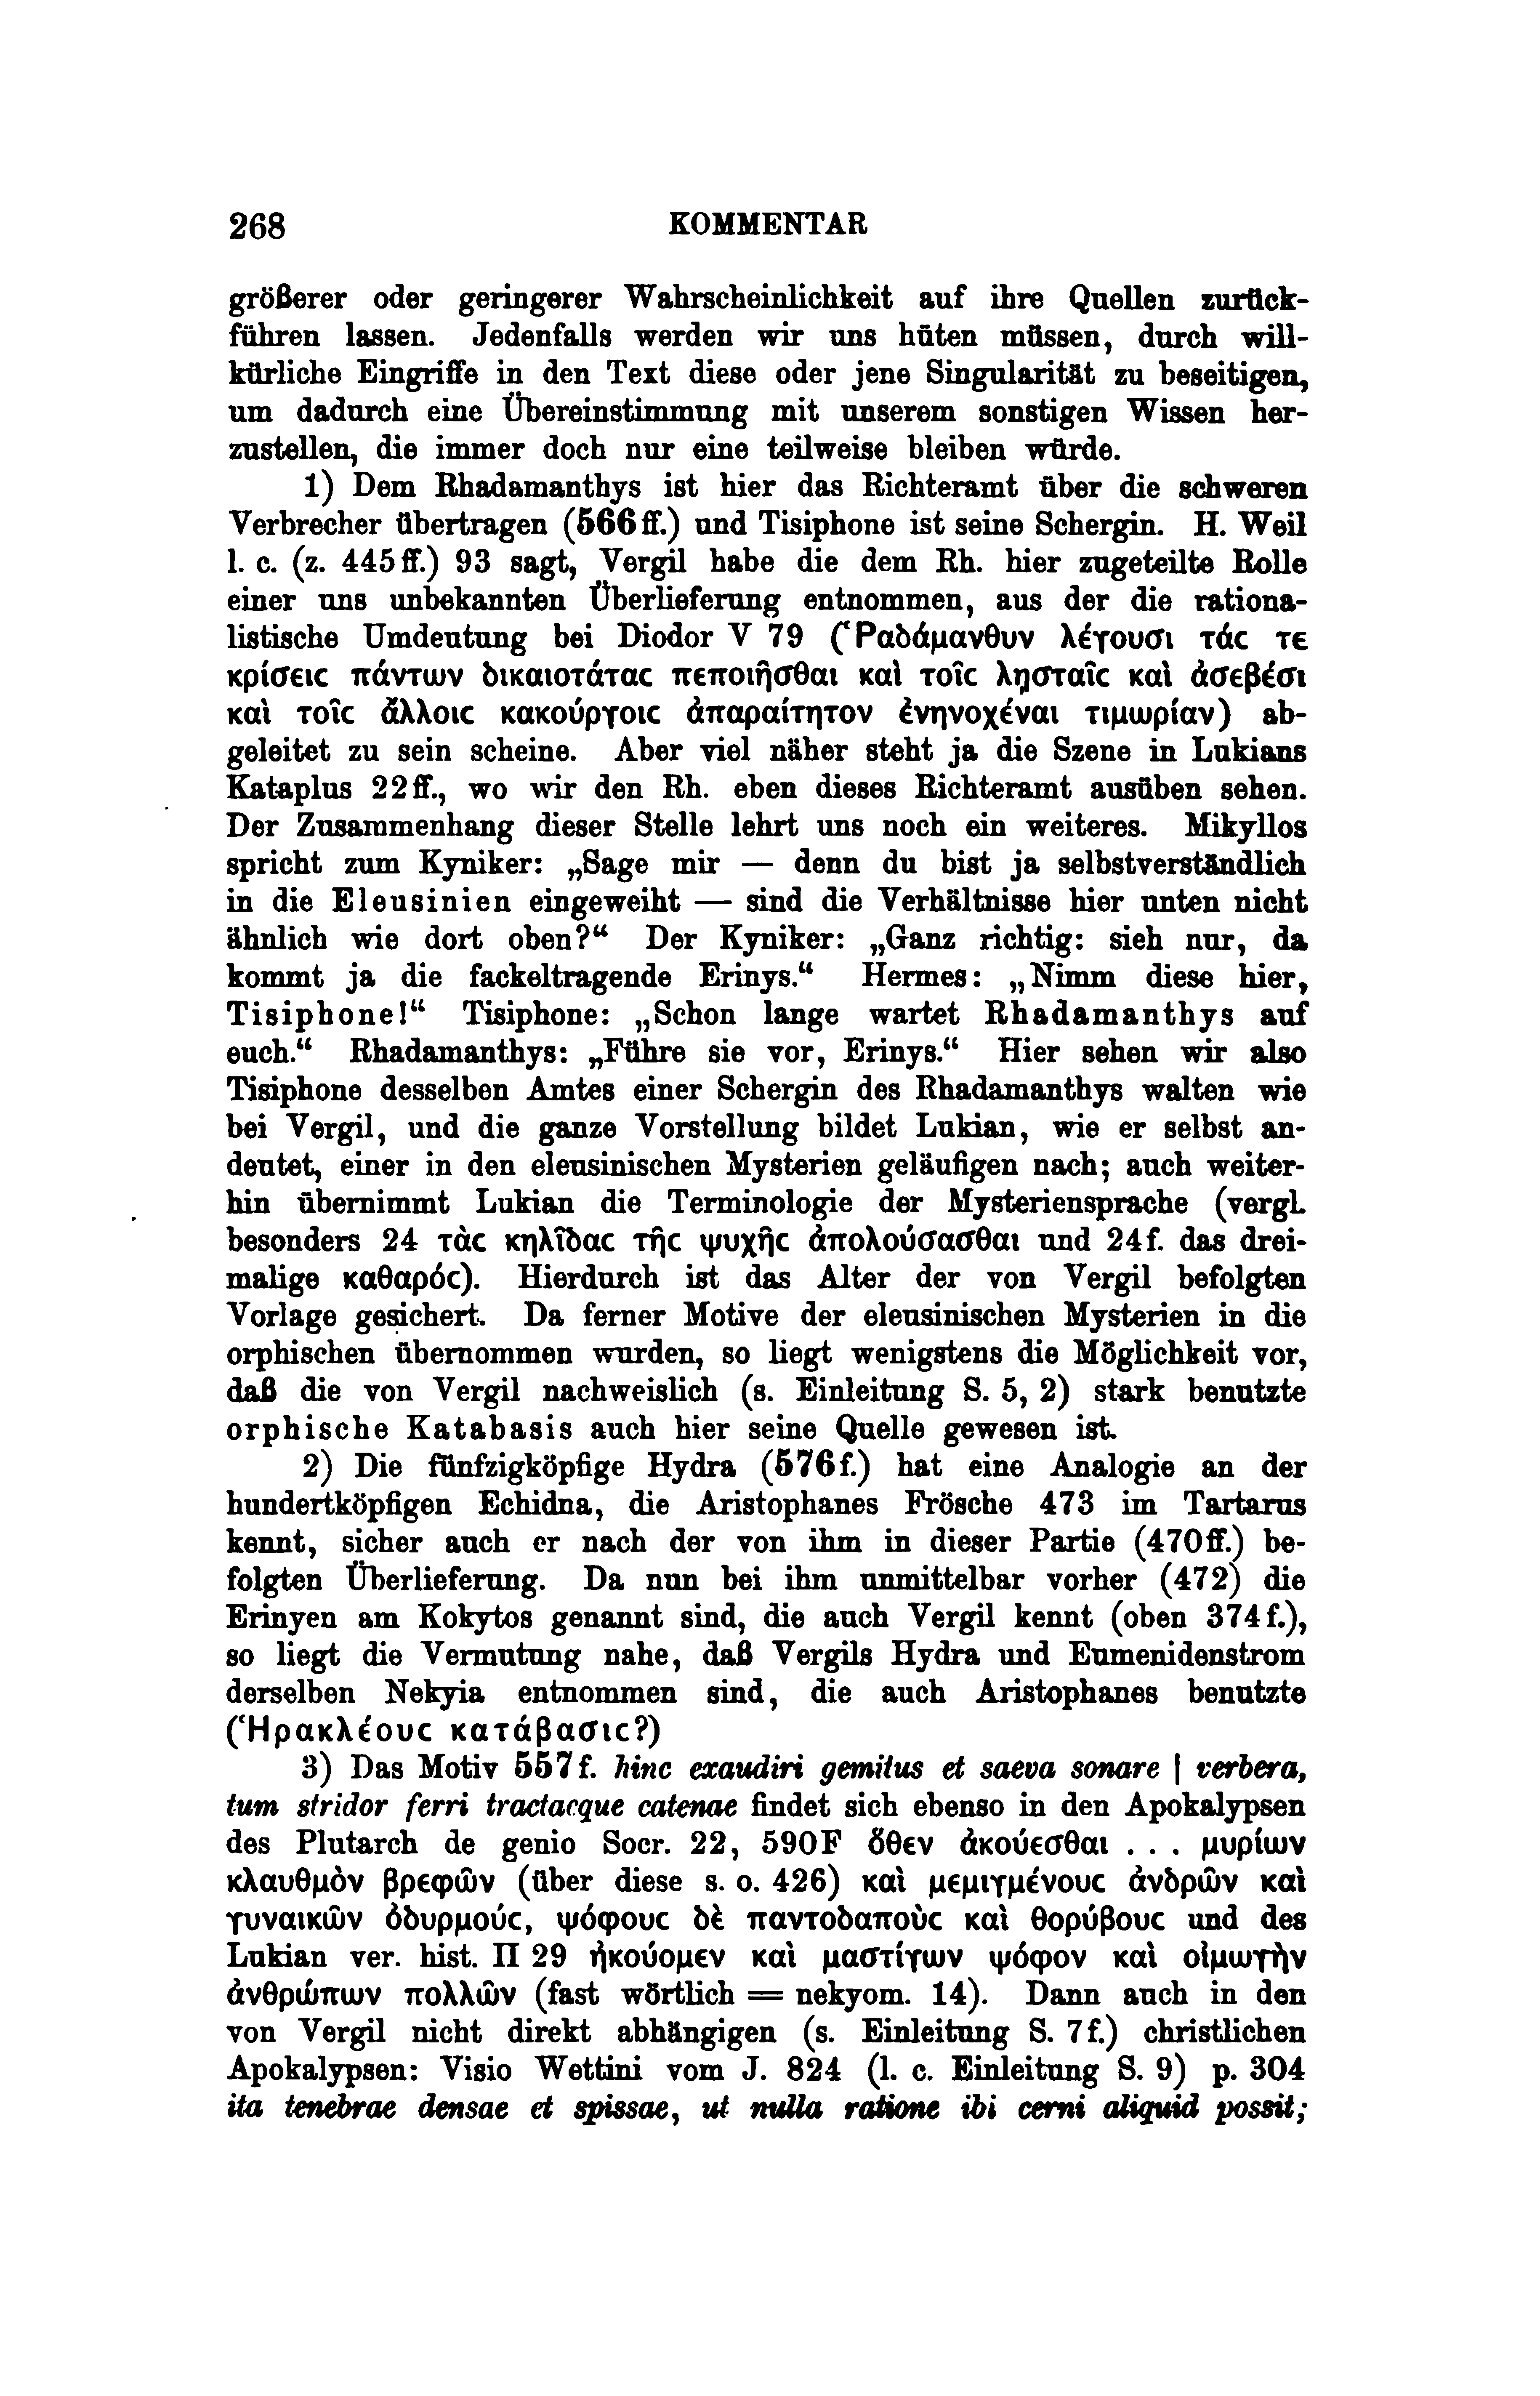 268 KOMMENTAR
größerer oder geringerer Wahrscheinlichkeit auf ihre Quellen zurück-
führen lassen. Jedenfalls werden wir uns hüten müssen, durch will-
kürliche Eingriffe in den Text diese oder jene Singularität zu beseitigen,
um dadurch eine Übereinstimmung mit unserem sonstigen Wissen her-
zustellen, die immer doch nur eine teilweise bleiben würde.
1) Dem Rhadamanthys ist hier das Richteramt über die schweren
Verbrecher übertragen (566 ff.) und Tisiphone ist seine Schergin. H. Weil
l. c. (z. 445 ff.) 93 sagt, Vergil habe die dem Rh. hier zugeteilte Rolle
einer uns unbekannten Überlieferung entnommen, aus der die rationa-
listische Umdeutung bei Diodor V 79 (Ῥαδάμανθυν λέγουσι τάϲ τε
κρίσειϲ πάντων δικαιοτάταϲ πεποιῆσθαι καὶ τοῖϲ λῃσταῖϲ καὶ ἀσεβέσι
καὶ τοῖϲ ἄλλοιϲ κακούργοιϲ ἀπαραίτητον ἐνηνοχέναι τιμωρίαν) ab-
geleitet zu sein scheine. Aber viel näher steht ja die Szene in Lukians
Kataplus 22 ff., wo wir den Rh. eben dieses Richteramt ausüben sehen.
Der Zusammenhang dieser Stelle lehrt uns noch ein weiteres. Mikyllos
spricht zum Kyniker: „Sage mir — denn du bist ja selbstverständlich
in die Eleusinien eingeweiht — sind die Verhältnisse hier unten nicht
ähnlich wie dort oben?“ Der Kyniker: „Ganz richtig: sieh nur, da
kommt ja die fackeltragende Erinys.“ Hermes: „Nimm diese hier,
Tisiphone!“ Tisiphone: „Schon lange wartet Rhadamanthys auf
euch.“ Rhadamanthys: „Führe sie vor, Erinys.“ Hier sehen wir also
Tisiphone desselben Amtes einer Schergin des Rhadamanthys walten wie
bei Vergil, und die ganze Vorstellung bildet Lukian, wie er selbst an-
deutet, einer in den eleusinischen Mysterien geläufigen nach; auch weiter-
hin übernimmt Lukian die Terminologie der Mysteriensprache (vergl.
besonders 24 τὰϲ κηλῖδαϲ τῆϲ ψυχῆϲ ἀπολούσασθαι und 24 f. das drei-
malige καθαρόϲ). Hierdurch ist das Alter der von Vergil befolgten
Vorlage gesichert. Da ferner Motive der eleusinischen Mysterien in die
orphischen übernommen wurden, so liegt wenigstens die Möglichkeit vor,
daß die von Vergil nachweislich (s. Einleitung S. 5, 2) stark benutzte
orphische Katabasis auch hier seine Quelle gewesen ist.
2) Die fünfzigköpfige Hydra (576 f.) hat eine Analogie an der
hundertköpfigen Echidna, die Aristophanes Frösche 473 im Tartarus
kennt, sicher auch er nach der von ihm in dieser Partie (470 ff.) be-
folgten Überlieferung. Da nun bei ihm unmittelbar vorher (472) die
Erinyen am Kokytos genannt sind, die auch Vergil kennt (oben 374 f.),
so liegt die Vermutung nahe, daß Vergils Hydra und Eumenidenstrom
derselben Nekyia entnommen sind, die auch Aristophanes benutzte
(Ἡρακλέουϲ κατάβασιϲ?)
3) Das Motiv 557 f. hinc exaudiri gemitus et saeva sonare | verbera,
tum stridor ferri tractaeque catenae findet sich ebenso in den Apokalypsen
des Plutarch de genio Socr. 22, 590F ὅθεν ἀκούεσθαι . . . μυρίων
κλαυθμὸν βρεφῶν (über diese s. o. 426) καὶ μεμιγμένουϲ ἀνδρῶν καὶ
γυναικῶν ὀδυρμούϲ, ψόφουϲ δὲ παντοδαποὺϲ καὶ θορύβουϲ und des
Lukian ver. hist. II 29 ἠκούομεν καὶ μαστίγων ψόφον καὶ οἰμωγὴν
ἀνθρώπων πολλῶν (fast wörtlich = nekyom. 14). Dann auch in den
von Vergil nicht direkt abhängigen (s. Einleitung S. 7 f.) christlichen
Apokalypsen: Visio Wettini vom J. 824 (l. c. Einleitung S. 9) p. 304
ita tenebrae densae et spissae, ut nulla ratione ibi cerni aliquid possit;